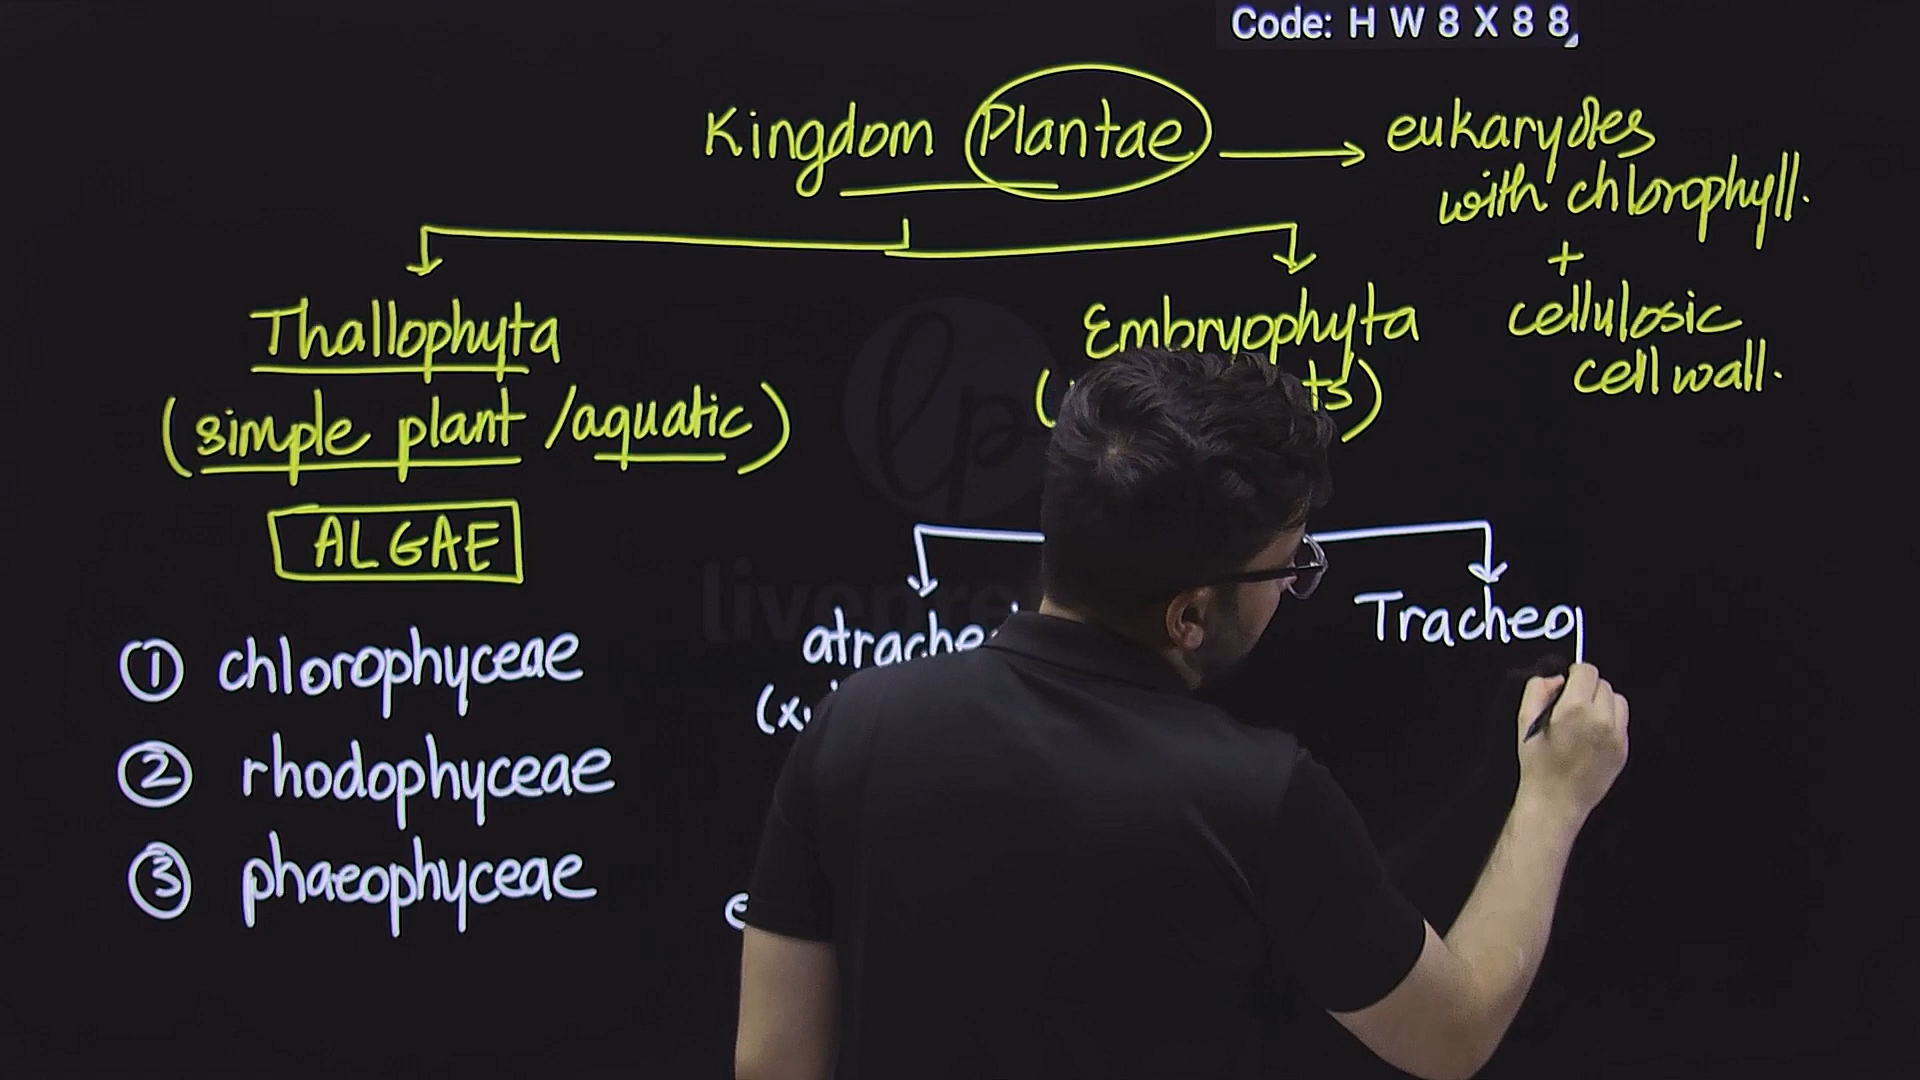 Code: H W 8 X 8 8
Kingdom Plantae
eukaryotes
with chlorophyll.
+
cellulosic
cell wall.
Thallophyta
(simple plant / aquatic)
ALGAE
Embryophyta
① chlorophyceae
② rhodophyceae
③ phaeophyceae
Tracheo
lp